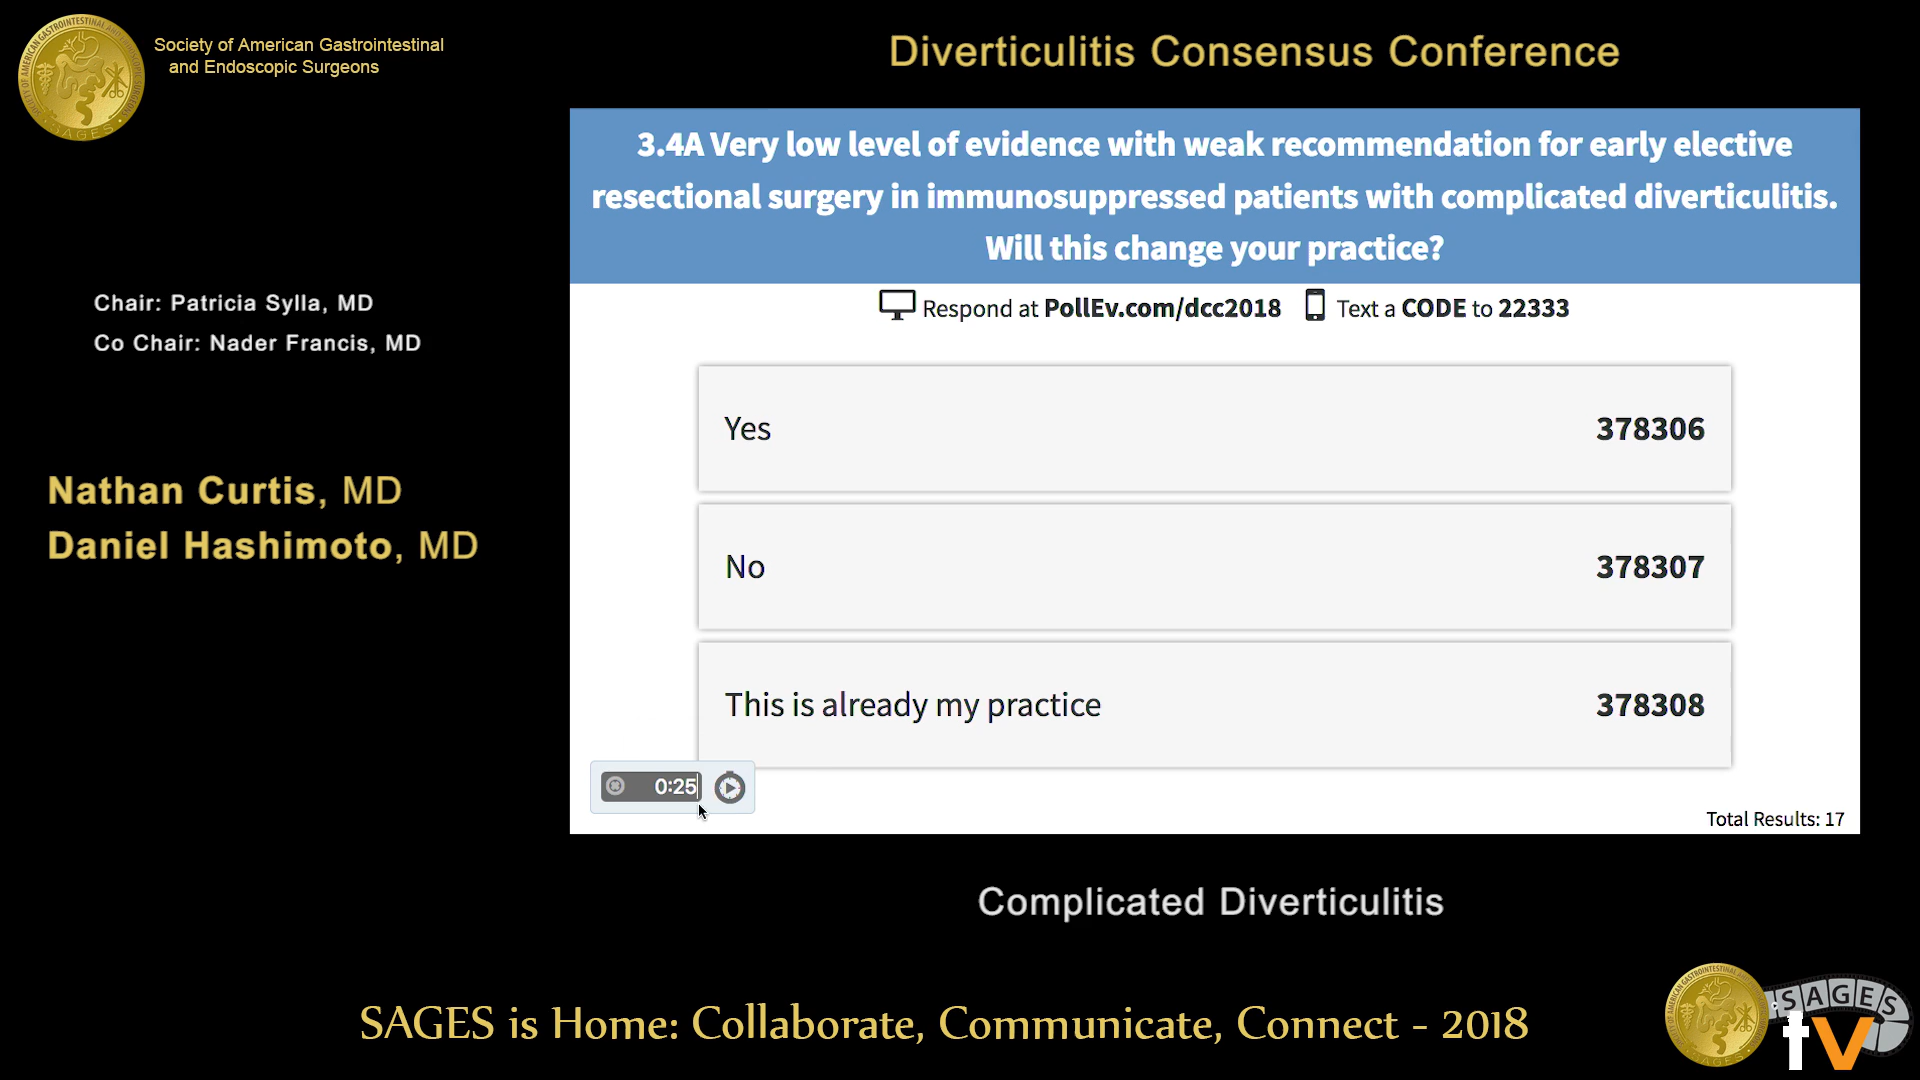 Society of American Gastrointestinal
and Endoscopic Surgeons
Diverticulitis Consensus Conference
3.4A Very low level of evidence with weak recommendation for early elective
resectional surgery in immunosuppressed patients with complicated diverticulitis.
Will this change your practice?
Respond at PollEv.com/dcc2018 Text a CODE to 22333
Chair: Patricia Sylla, MD
Co Chair: Nader Francis, MD
Yes 378306
Nathan Curtis, MD
Daniel Hashimoto, MD
No 378307
This is already my practice 378308
0:25
Total Results: 17
Complicated Diverticulitis
SAGES is Home: Collaborate, Communicate, Connect - 2018
SAGES
tv